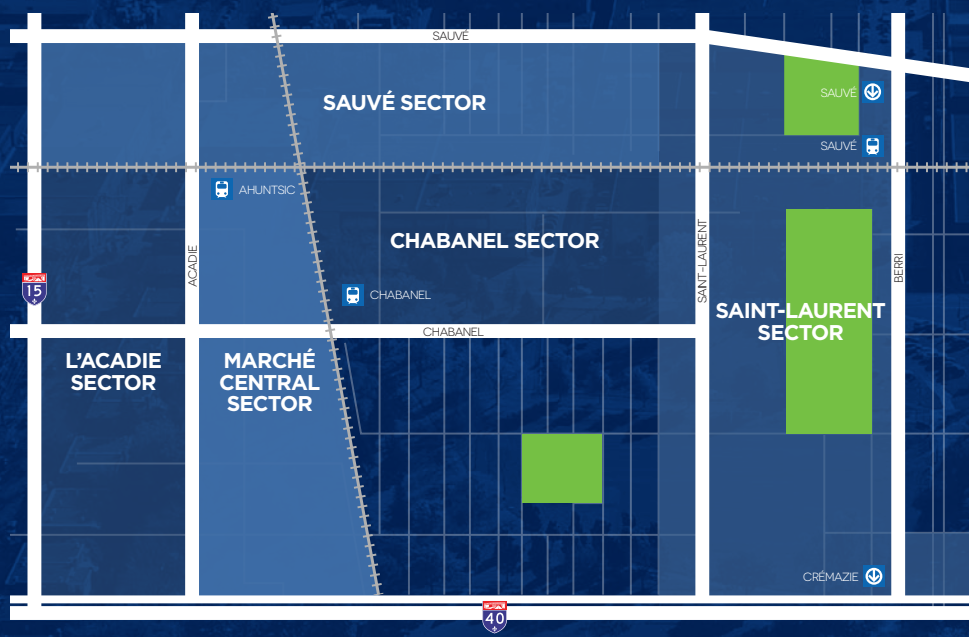 SAUVÉ
SAUVÉ SECTOR
SAUVÉ
SAUVÉ
AHUNTSIC
CHABANEL SECTOR
ACADIE
SAINT-LAURENT
BERRI
15
CHABANEL
SAINT-LAURENT
SECTOR
CHABANEL
L'ACADIE
SECTOR
MARCHÉ
CENTRAL
SECTOR
CRÉMAZIE
40